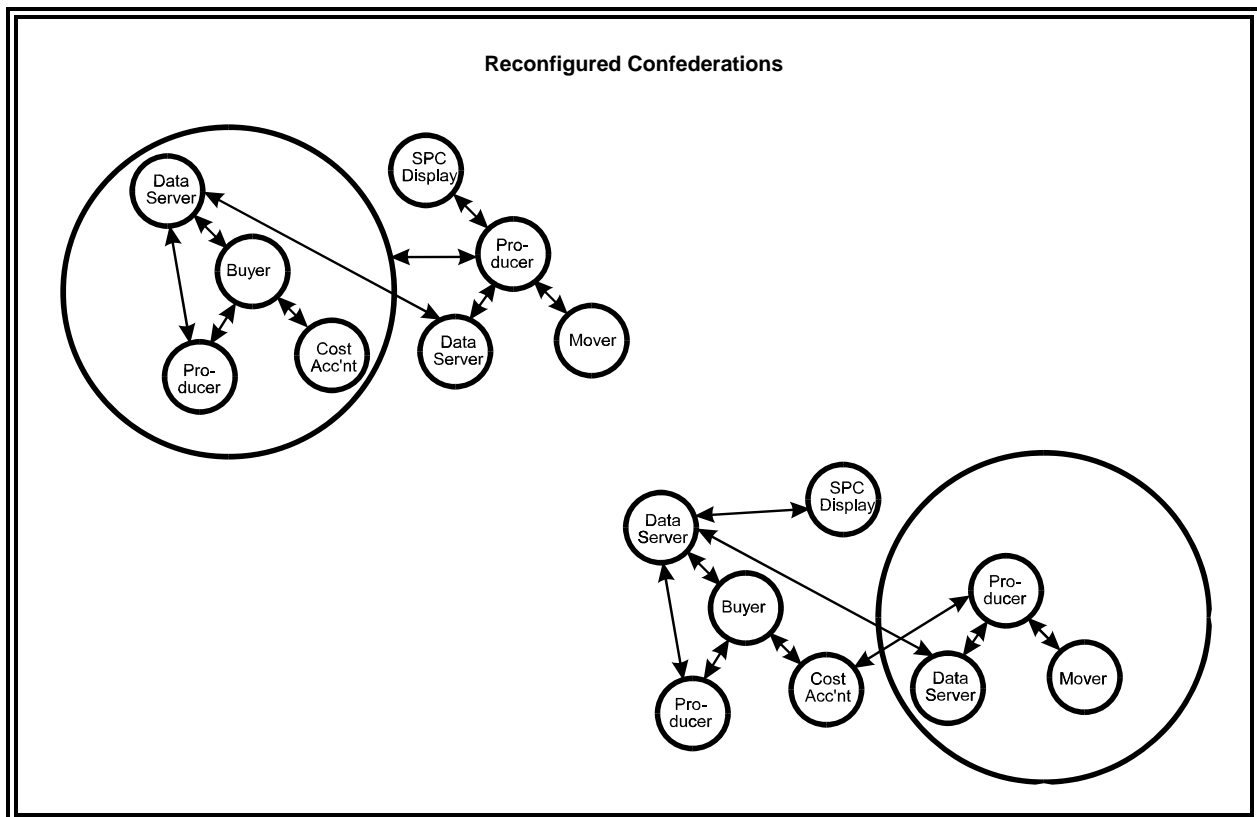 Reconfigured Confederations
SPC
Display
Data
Server
Pro-
ducer
Buyer
Data
Server
Mover
Cost
Acc'nt
Pro-
ducer
SPC
Display
Data
Server
Pro-
ducer
Buyer
Cost
Acc'nt
Data
Server
Mover
Pro-
ducer